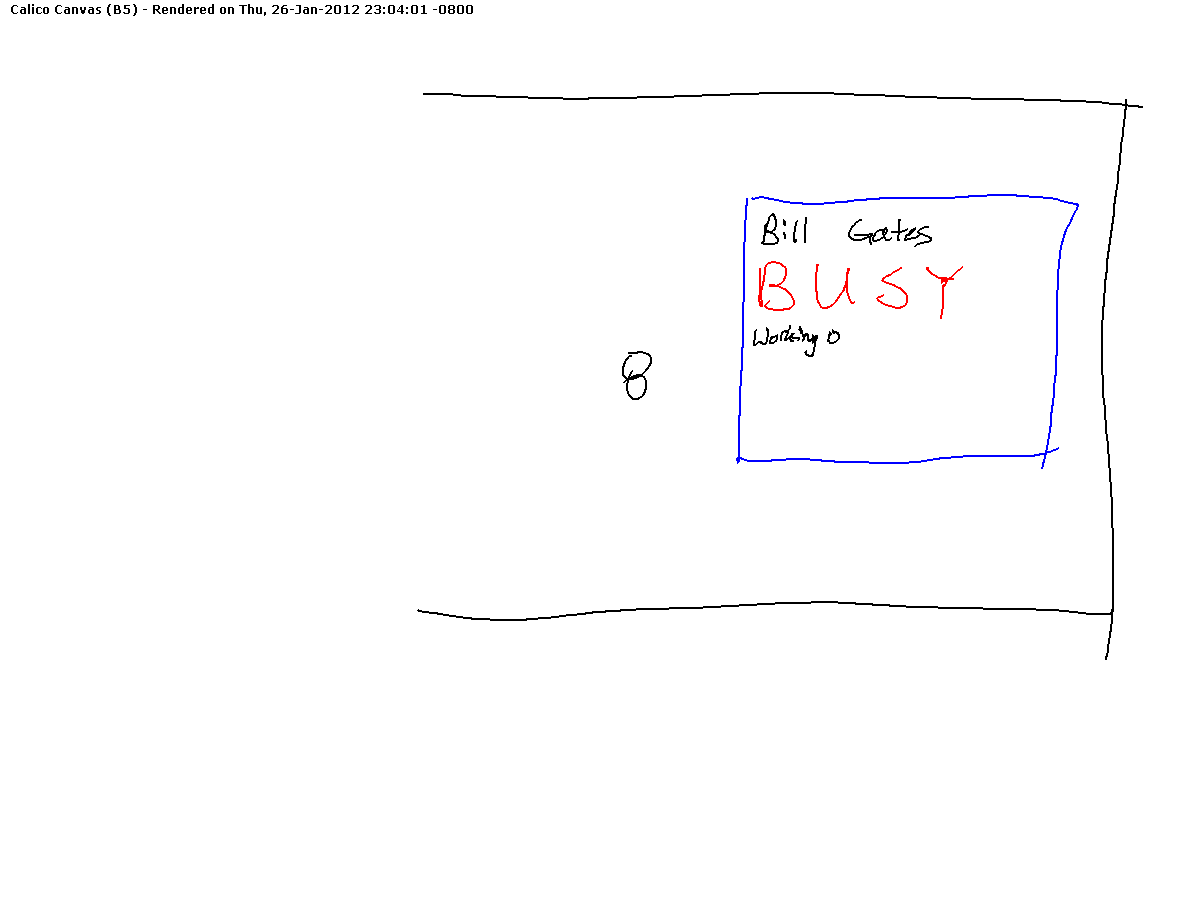 Calico Canvas (B5) - Rendered on Thu, 26-Jan-2012 23:04:01 -0800
Bill Gates
BUSY
Working o
8